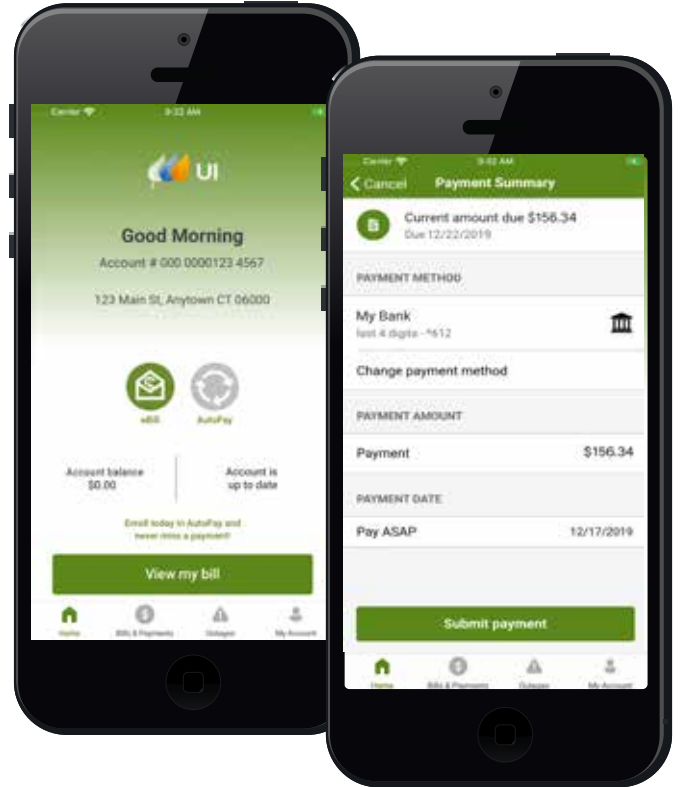 Carrier 9:32 AM
UI
Good Morning
Account # 000 0000123 4567
123 Main St, Anytown CT 06000
eBill AutoPay
Account balance
$0.00
Account is
up to date
Enroll today in AutoPay and
never miss a payment!
View my bill
Home Bills & Payments Outages My Account
Carrier AM
Cancel Payment Summary
Current amount due $156.34
Due 12/22/2019
PAYMENT METHOD
My Bank
last 4 digits - *612
Change payment method
PAYMENT AMOUNT
Payment $156.34
PAYMENT DATE
Pay ASAP 12/17/2019
Submit payment
Home Bills & Payments Outages My Account